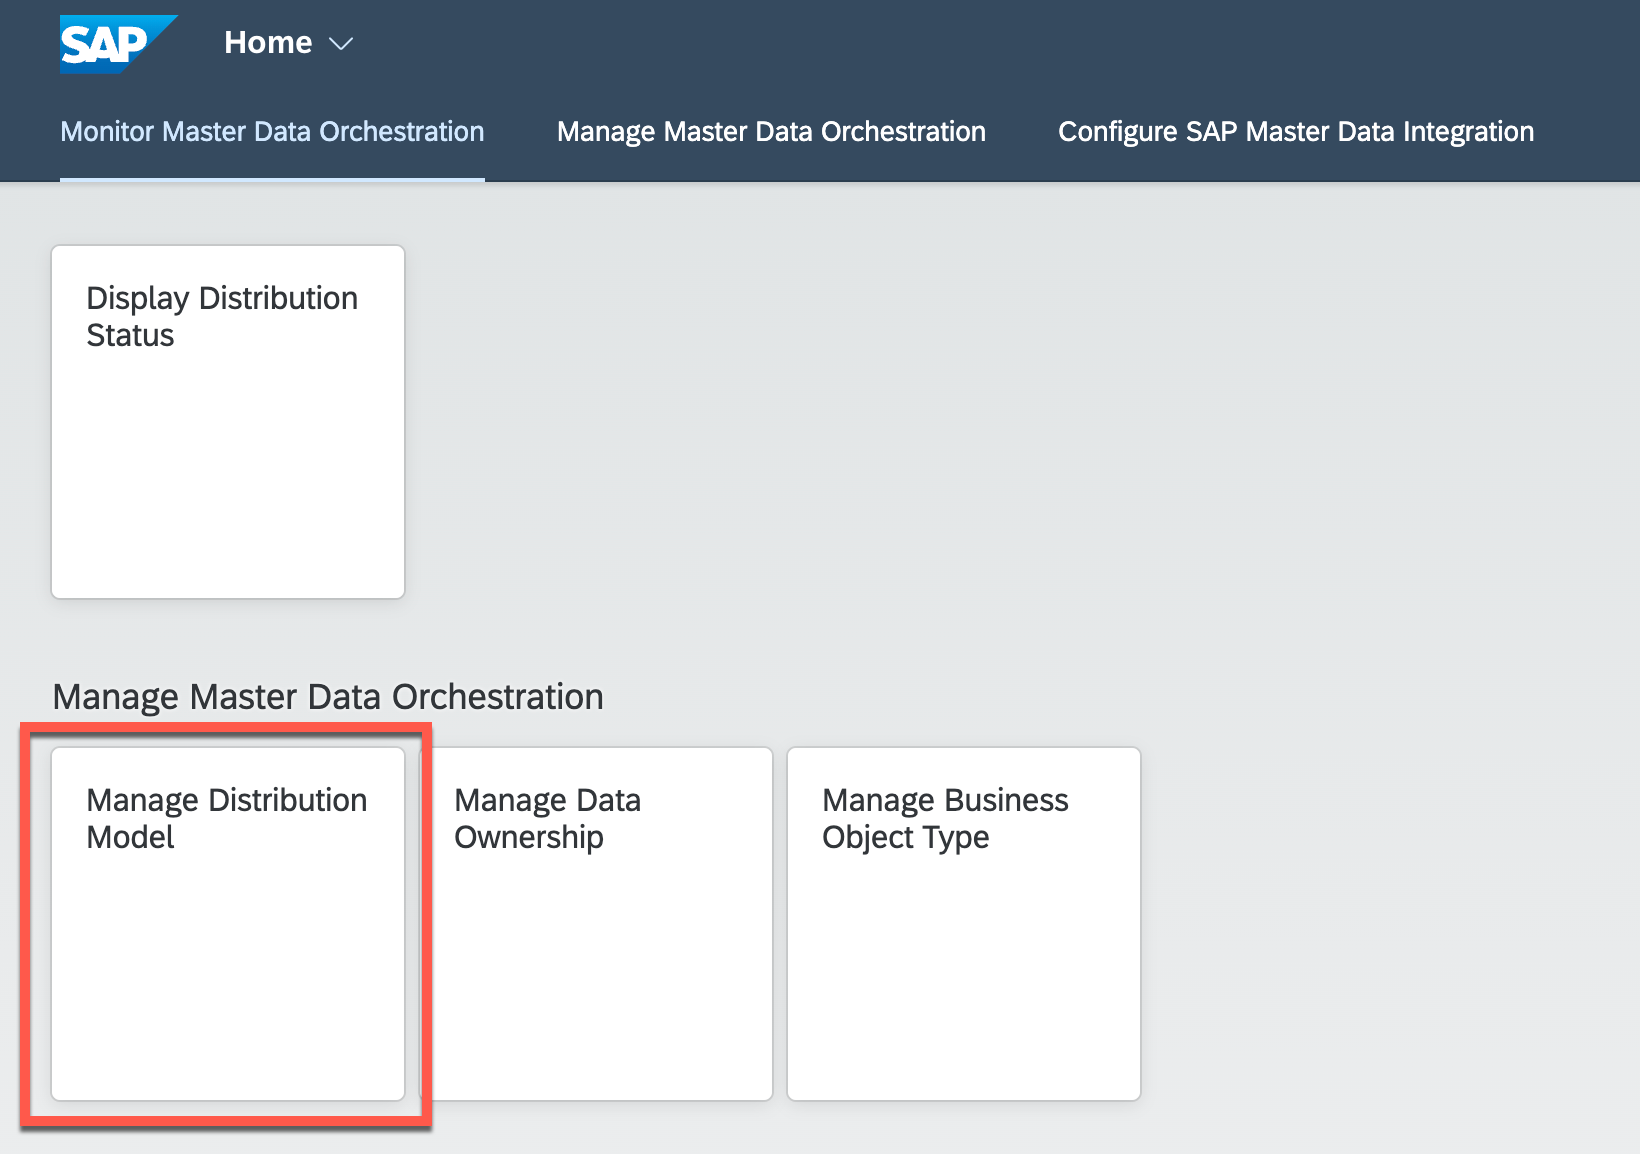 SAP
Home
Monitor Master Data Orchestration
Manage Master Data Orchestration
Configure SAP Master Data Integration
Display Distribution
Status
Manage Master Data Orchestration
Manage Distribution
Model
Manage Data
Ownership
Manage Business
Object Type